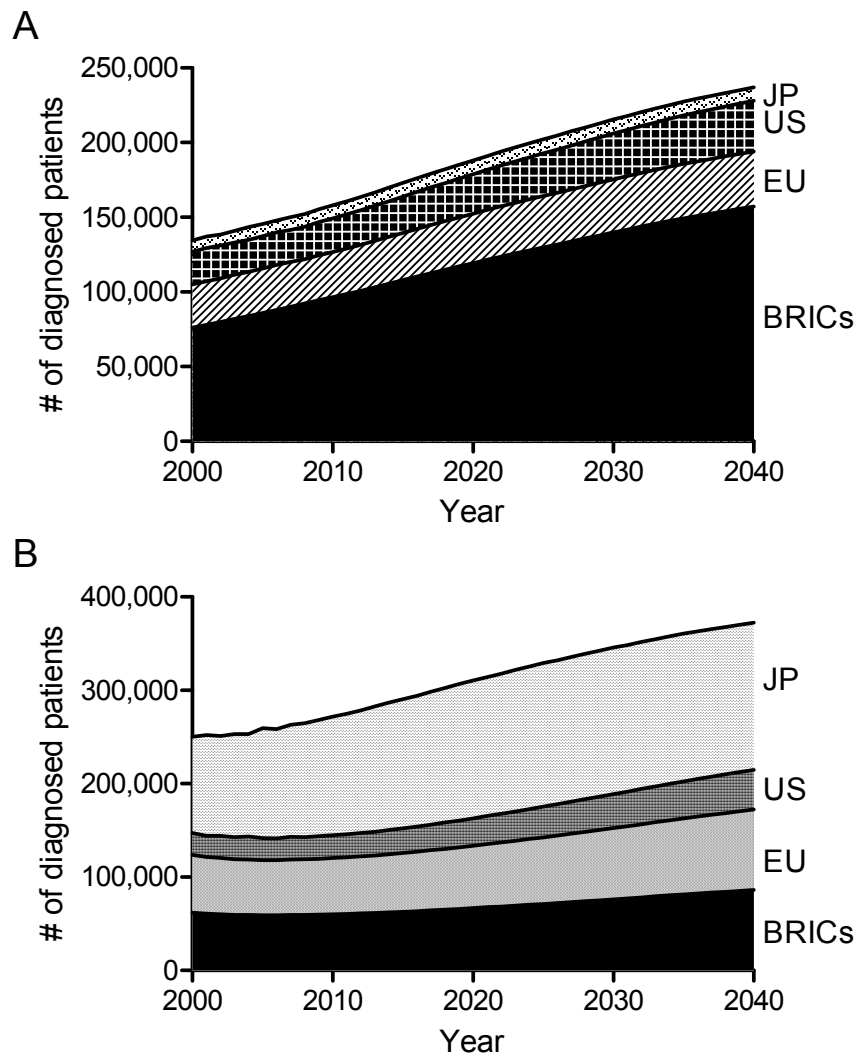 A
# of diagnosed patients
250,000
200,000
150,000
100,000
50,000
0
JP
US
EU
BRICs
2000 2010 2020 2030 2040
Year
B
# of diagnosed patients
400,000
300,000
200,000
100,000
0
JP
US
EU
BRICs
2000 2010 2020 2030 2040
Year